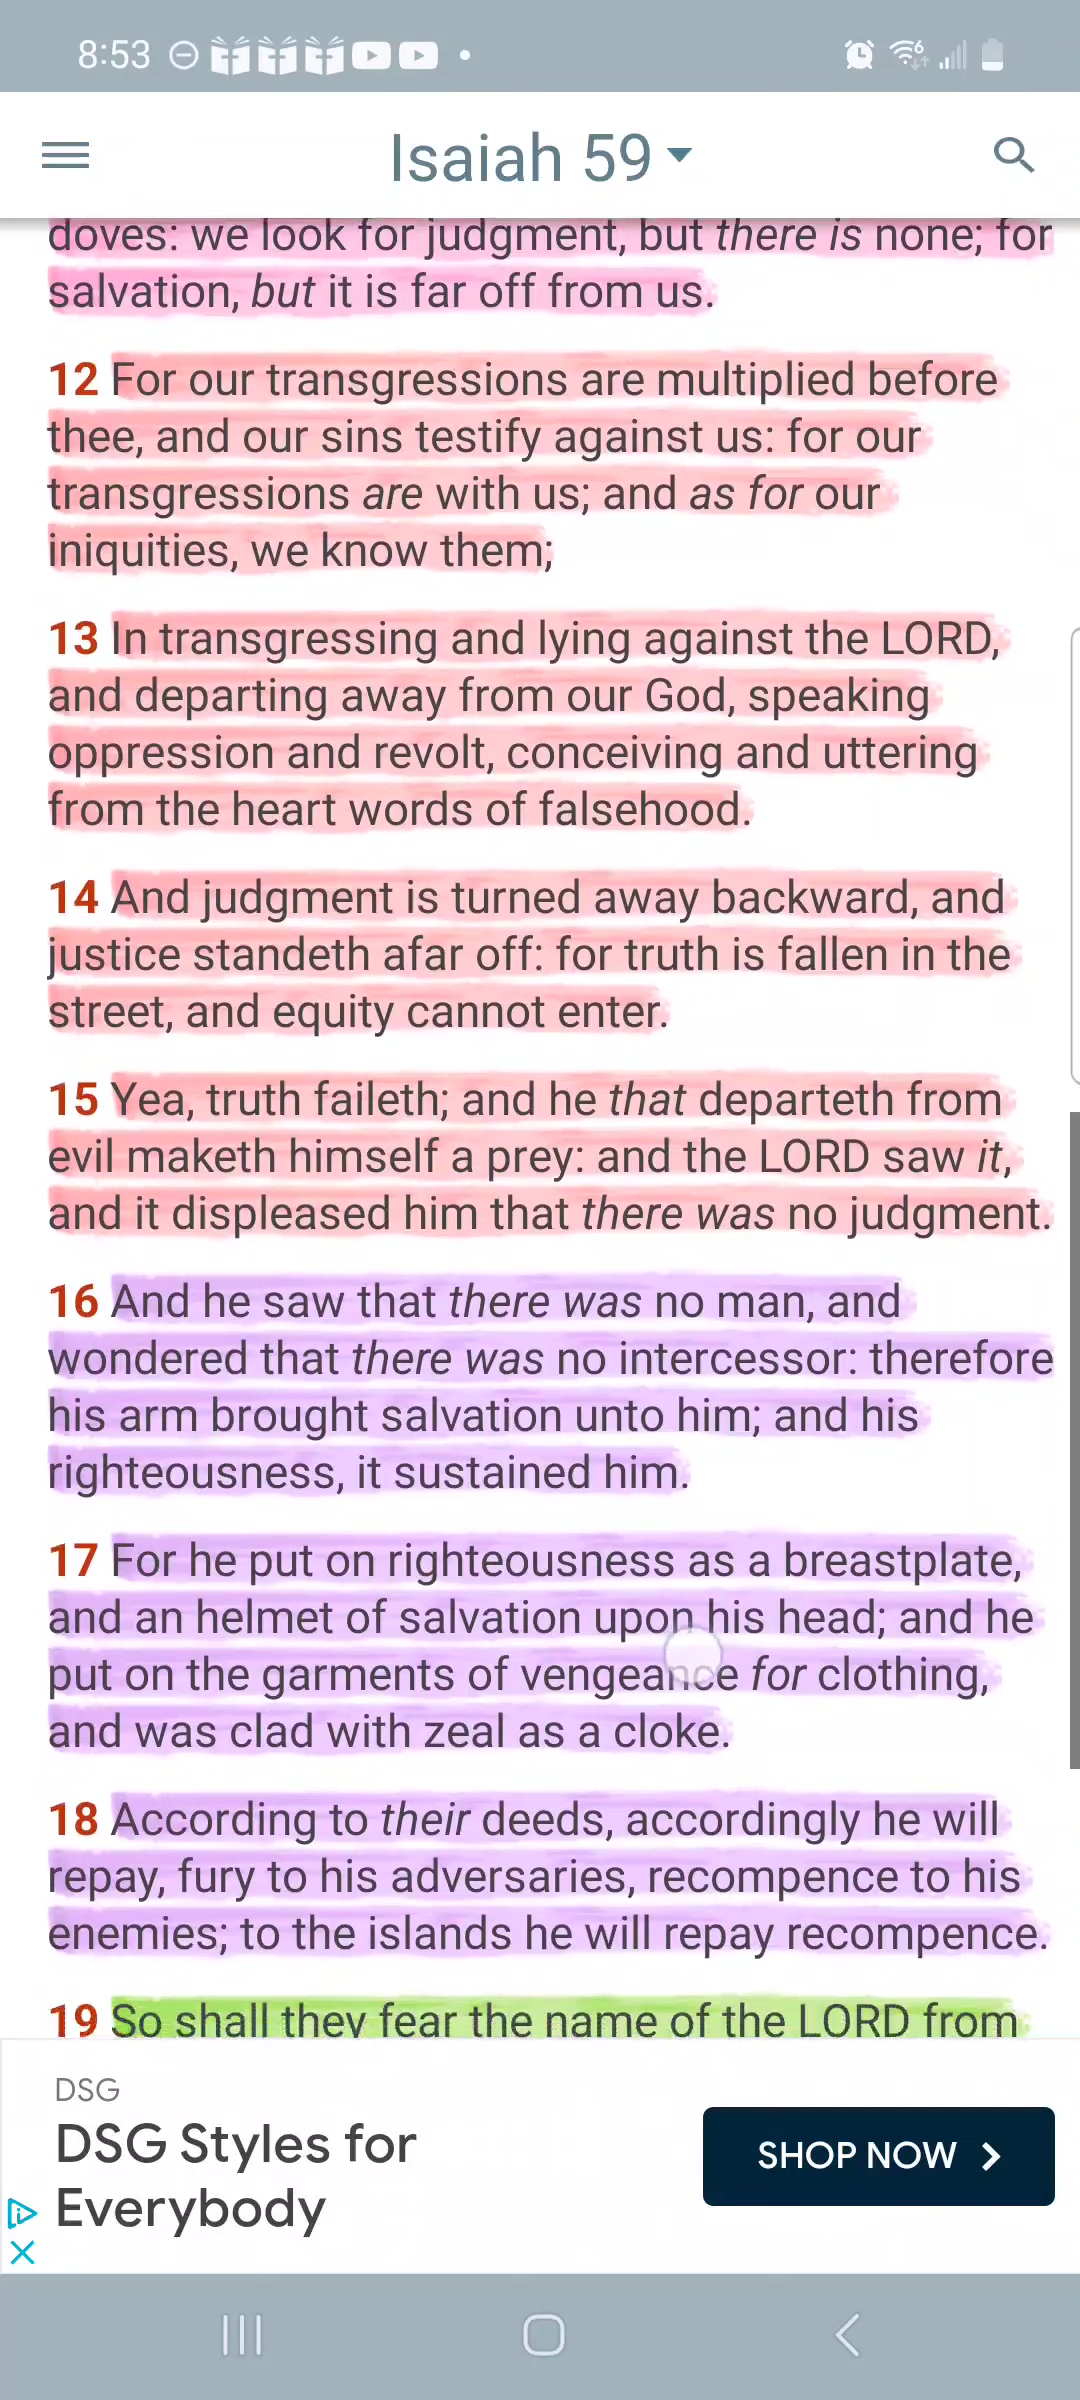 8:53
Isaiah 59
doves: we look for judgment, but there is none; for
salvation, but it is far off from us.
12 For our transgressions are multiplied before
thee, and our sins testify against us: for our
transgressions are with us; and as for our
iniquities, we know them;
13 In transgressing and lying against the LORD,
and departing away from our God, speaking
oppression and revolt, conceiving and uttering
from the heart words of falsehood.
14 And judgment is turned away backward, and
justice standeth afar off: for truth is fallen in the
street, and equity cannot enter.
15 Yea, truth faileth; and he that departeth from
evil maketh himself a prey: and the LORD saw it,
and it displeased him that there was no judgment.
16 And he saw that there was no man, and
wondered that there was no intercessor: therefore
his arm brought salvation unto him; and his
righteousness, it sustained him.
17 For he put on righteousness as a breastplate,
and an helmet of salvation upon his head; and he
put on the garments of vengeance for clothing,
and was clad with zeal as a cloke.
18 According to their deeds, accordingly he will
repay, fury to his adversaries, recompence to his
enemies; to the islands he will repay recompence.
19 So shall they fear the name of the LORD from
DSG
DSG Styles for
Everybody
SHOP NOW